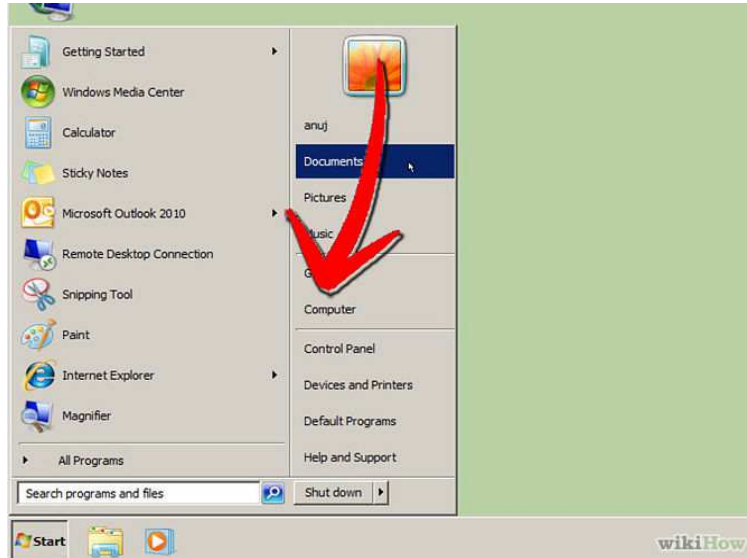 Getting Started
Windows Media Center
Calculator
Sticky Notes
Microsoft Outlook 2010
Remote Desktop Connection
Snipping Tool
Paint
Internet Explorer
Magnifier
All Programs
Search programs and files
anuj
Documents
Pictures
Music
Computer
Control Panel
Devices and Printers
Default Programs
Help and Support
Shut down
Start
wikiHow